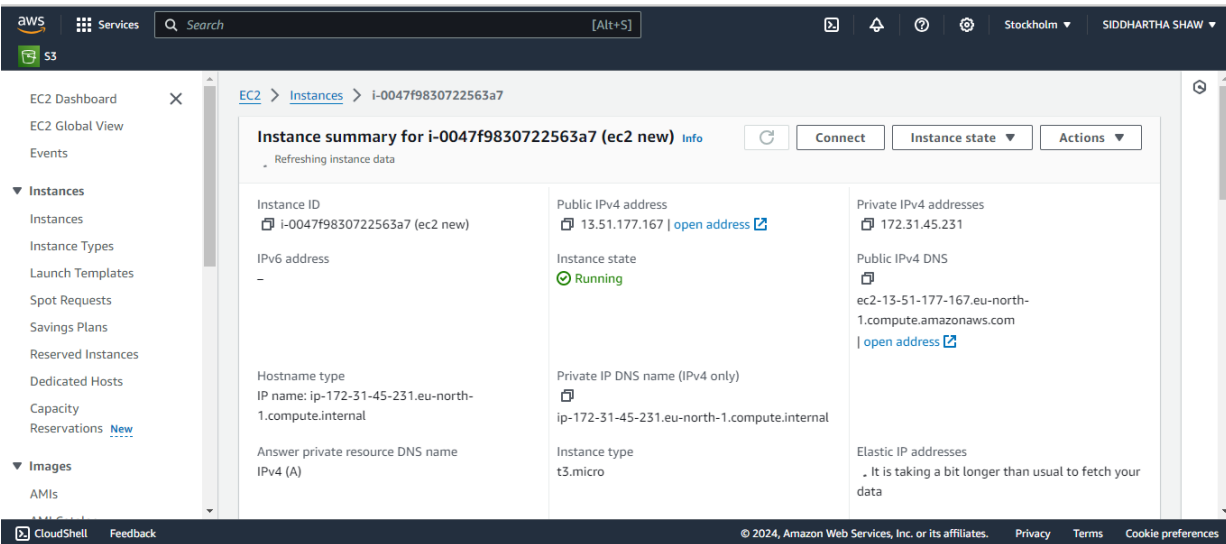 aws
Services
Search
[Alt+S]
Stockholm ▼
SIDDHARTHA SHAW ▼
S3
EC2 Dashboard
EC2 Global View
Events
▼ Instances
Instances
Instance Types
Launch Templates
Spot Requests
Savings Plans
Reserved Instances
Dedicated Hosts
Capacity
Reservations New
▼ Images
AMIs
EC2 > Instances > i-0047f9830722563a7
Instance summary for i-0047f9830722563a7 (ec2 new) Info
Connect
Instance state ▼
Actions ▼
Refreshing instance data
Instance ID
i-0047f9830722563a7 (ec2 new)
Public IPv4 address
13.51.177.167 | open address
Private IPv4 addresses
172.31.45.231
IPv6 address
–
Instance state
Running
Public IPv4 DNS
ec2-13-51-177-167.eu-north-
1.compute.amazonaws.com
| open address
Hostname type
IP name: ip-172-31-45-231.eu-north-
1.compute.internal
Private IP DNS name (IPv4 only)
ip-172-31-45-231.eu-north-1.compute.internal
Answer private resource DNS name
IPv4 (A)
Instance type
t3.micro
Elastic IP addresses
It is taking a bit longer than usual to fetch your
data
CloudShell
Feedback
© 2024, Amazon Web Services, Inc. or its affiliates.
Privacy
Terms
Cookie preferences